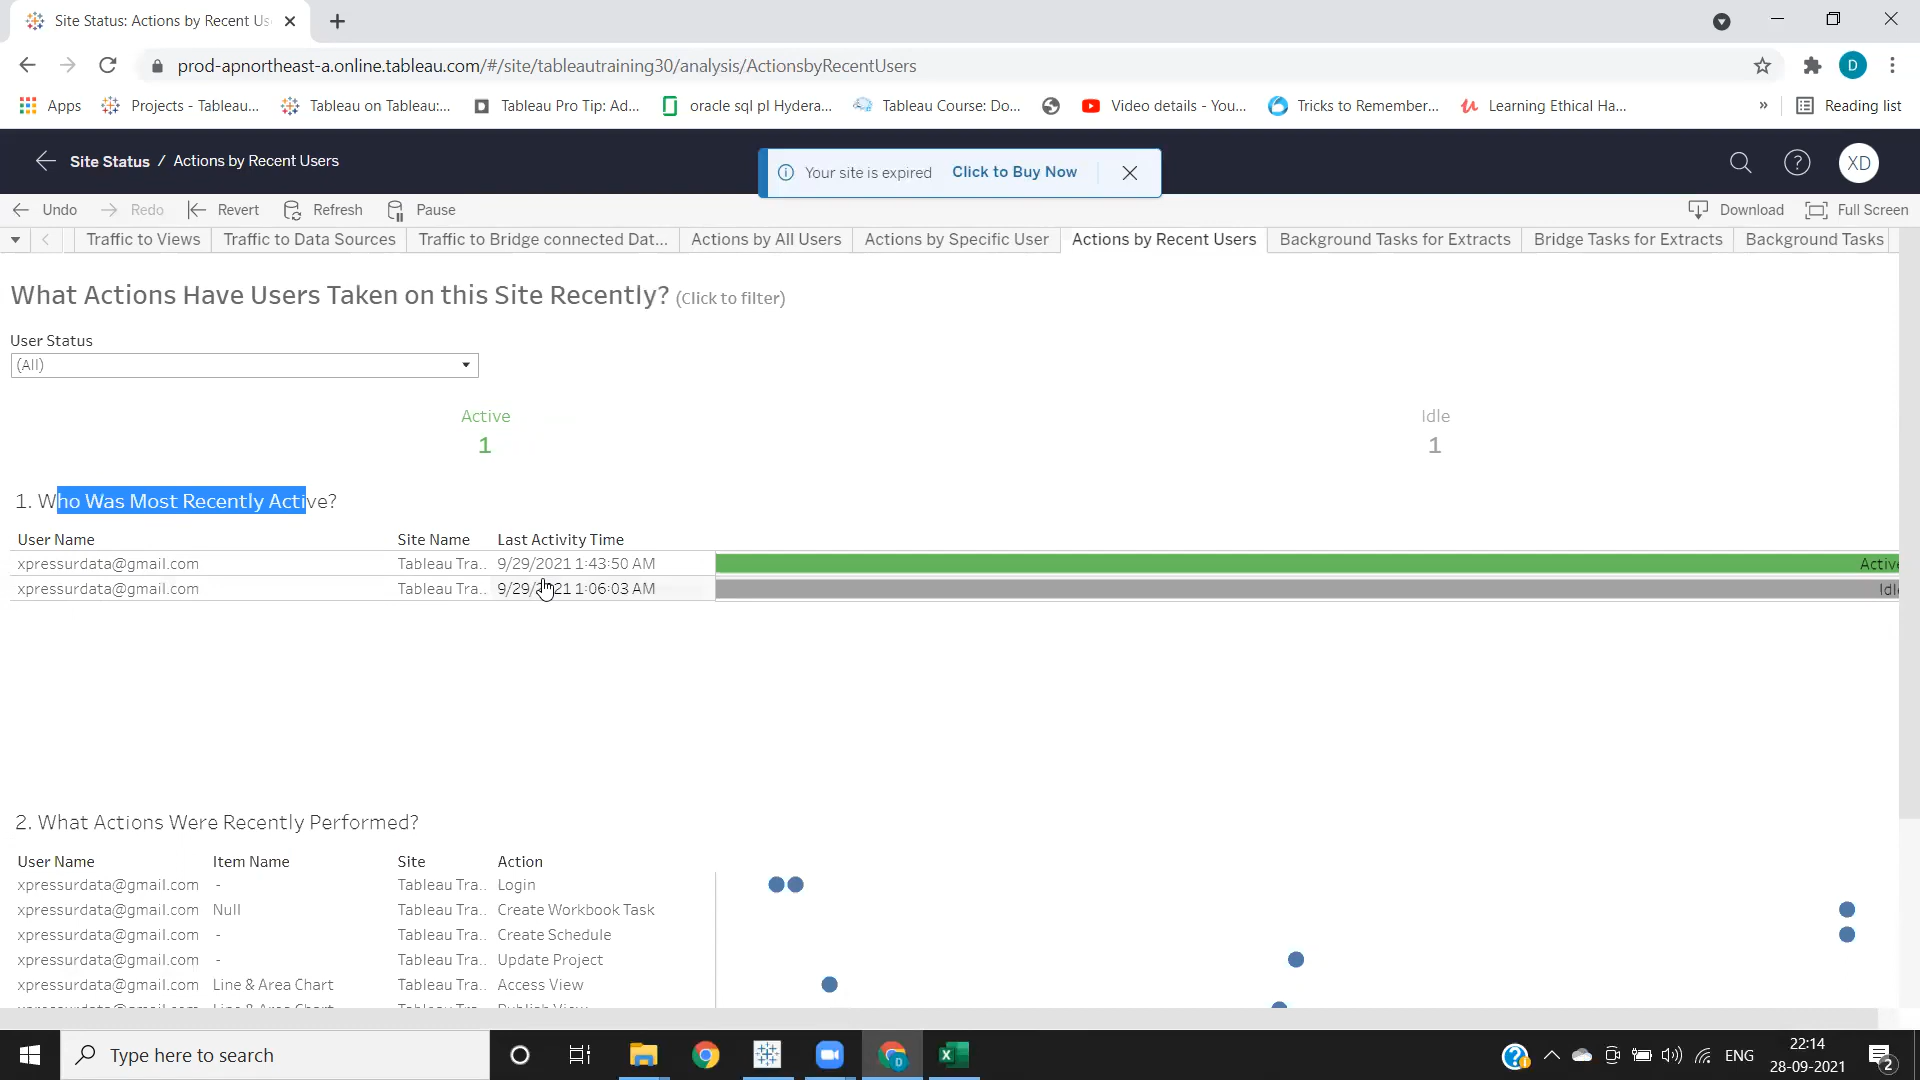 Site Status: Actions by Recent Us
prod-apnortheast-a.online.tableau.com/#/site/tableautraining30/analysis/ActionsbyRecentUsers
D
Apps
Projects - Tableau...
Tableau on Tableau:...
Tableau Pro Tip: Ad...
oracle sql pl Hydera...
Tableau Course: Do...
Video details - You...
Tricks to Remember...
Learning Ethical Ha...
»
Reading list
Site Status / Actions by Recent Users
Your site is expired Click to Buy Now
XD
Undo Redo Revert Refresh Pause Download Full Screen
Traffic to Views Traffic to Data Sources Traffic to Bridge connected Dat... Actions by All Users Actions by Specific User Actions by Recent Users Background Tasks for Extracts Bridge Tasks for Extracts Background Tasks
What Actions Have Users Taken on this Site Recently? (Click to filter)
User Status
(All)
Active Idle
1 1
1. Who Was Most Recently Active?
User Name Site Name Last Activity Time
xpressurdata@gmail.com Tableau Tra.. 9/29/2021 1:43:50 AM Active
xpressurdata@gmail.com Tableau Tra.. 9/29/2021 1:06:03 AM Idl
2. What Actions Were Recently Performed?
User Name Item Name Site Action
xpressurdata@gmail.com - Tableau Tra.. Login
xpressurdata@gmail.com Null Tableau Tra.. Create Workbook Task
xpressurdata@gmail.com - Tableau Tra.. Create Schedule
xpressurdata@gmail.com - Tableau Tra.. Update Project
xpressurdata@gmail.com Line & Area Chart Tableau Tra.. Access View
Type here to search
ENG
22:14
28-09-2021
2